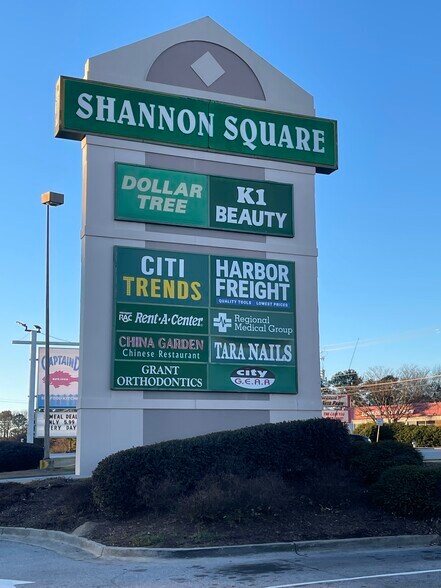 SHANNON SQUARE
DOLLAR TREE
K1 BEAUTY
CITI TRENDS
HARBOR FREIGHT
QUALITY TOOLS LOWEST PRICES
RAC Rent-A-Center
Regional Medical Group
CHINA GARDEN
Chinese Restaurant
TARA NAILS
GRANT ORTHODONTICS
city G.E.A.R
CAPTAIN D'S
MEAL DEAL
ONLY 5.99
EVERY DAY